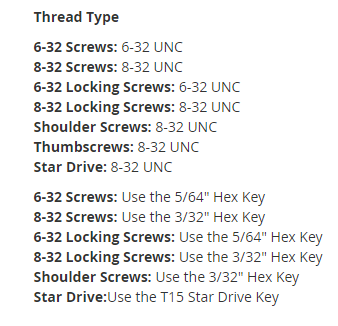 Thread Type
6-32 Screws: 6-32 UNC
8-32 Screws: 8-32 UNC
6-32 Locking Screws: 6-32 UNC
8-32 Locking Screws: 8-32 UNC
Shoulder Screws: 8-32 UNC
Thumbscrews: 8-32 UNC
Star Drive: 8-32 UNC
6-32 Screws: Use the 5/64" Hex Key
8-32 Screws: Use the 3/32" Hex Key
6-32 Locking Screws: Use the 5/64" Hex Key
8-32 Locking Screws: Use the 3/32" Hex Key
Shoulder Screws: Use the 3/32" Hex Key
Star Drive:Use the T15 Star Drive Key